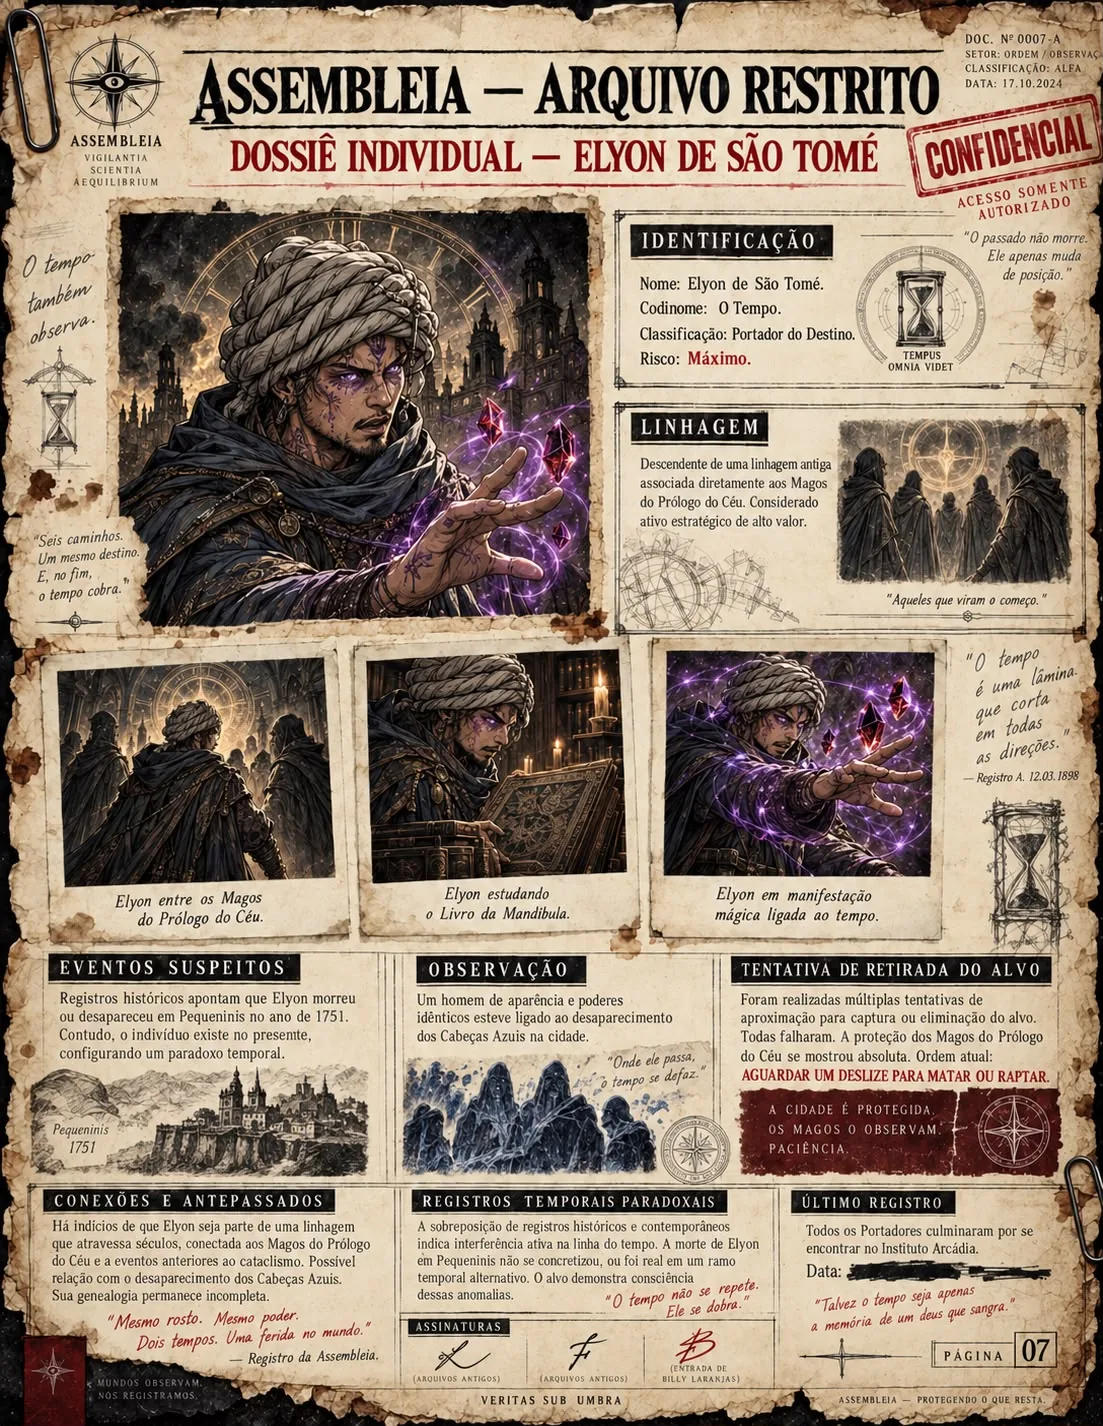 DOC. Nº 0007-A
SETOR: ORDEM / OBSERVAÇ
CLASSIFICAÇÃO: ALFA
DATA: 17.10.2024
ASSEMBLEIA
VIGILANTIA
SCIENTIA
AEQUILIBRIUM
ASSEMBLEIA — ARQUIVO RESTRITO
DOSSIÊ INDIVIDUAL — ELYON DE SÃO TOMÉ
CONFIDENCIAL
ACESSO SOMENTE
AUTORIZADO
O tempo
também
observa.
"Seis caminhos.
Um mesmo destino.
E, no fim,
o tempo cobra."
IDENTIFICAÇÃO
Nome: Elyon de São Tomé.
Codinome: O Tempo.
Classificação: Portador do Destino.
Risco: Máximo.
"O passado não morre.
Ele apenas muda
de posição."
TEMPUS
OMNIA VIDET
LINHAGEM
Descendente de uma linhagem antiga
associada diretamente aos Magos
do Prólogo do Céu. Considerado
ativo estratégico de alto valor.
"Aqueles que viram o começo."
Elyon entre os Magos
do Prólogo do Céu.
Elyon estudando
o Livro da Mandíbula.
Elyon em manifestação
mágica ligada ao tempo.
"O tempo
é uma lâmina
que corta
em todas
as direções."
— Registro A. 12.03.1898
EVENTOS SUSPEITOS
Registros históricos apontam que Elyon morreu
ou desapareceu em Pequeninis no ano de 1751.
Contudo, o indivíduo existe no presente,
configurando um paradoxo temporal.
Pequeninis
1751
OBSERVAÇÃO
Um homem de aparência e poderes
idênticos esteve ligado ao desaparecimento
dos Cabeças Azuis na cidade.
"Onde ele passa,
o tempo se defaz."
TENTATIVA DE RETIRADA DO ALVO
Foram realizadas múltiplas tentativas de
aproximação para captura ou eliminação do alvo.
Todas falharam. A proteção dos Magos do Prólogo
do Céu se mostrou absoluta. Ordem atual:
AGUARDAR UM DESLIZE PARA MATAR OU RAPTAR.
A CIDADE É PROTEGIDA.
OS MAGOS O OBSERVAM.
PACIÊNCIA.
CONEXÕES E ANTEPASSADOS
Há indícios de que Elyon seja parte de uma linhagem
que atravessa séculos, conectada aos Magos do Prólogo
do Céu e a eventos anteriores ao cataclismo. Possível
relação com o desaparecimento dos Cabeças Azuis.
Sua genealogia permanece incompleta.
"Mesmo rosto. Mesmo poder.
Dois tempos. Uma ferida no mundo."
— Registro da Assembleia.
REGISTROS TEMPORAIS PARADOXAIS
A sobreposição de registros históricos e contemporâneos
indica interferência ativa na linha do tempo. A morte de Elyon
em Pequeninis não se concretizou, ou foi real em um ramo
temporal alternativo. O alvo demonstra consciência
dessas anomalias.
"O tempo não se repete.
Ele se dobra."
ASSINATURAS
(ARQUIVOS ANTIGOS)
(ARQUIVOS ANTIGOS)
(ENTRADA DE
BILLY LARANJAS)
ÚLTIMO REGISTRO
Todos os Portadores culminaram por se
encontrar no Instituto Arcádia.
Data:
"Talvez o tempo seja apenas
a memória de um deus que sangra."
PÁGINA 07
MUNDOS OBSERVAM.
NÓS REGISTRAMOS.
VERITAS SUB UMBRA
ASSEMBLEIA — PROTEGENDO O QUE RESTA.